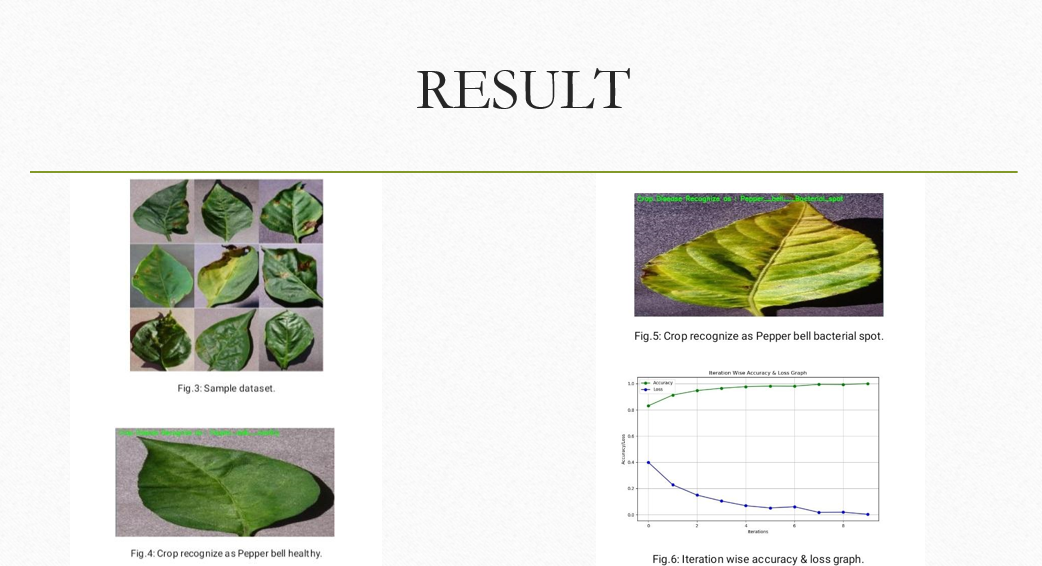 RESULT
Fig.3: Sample dataset.
Fig.4: Crop recognize as Pepper bell healthy.
Crop Disease Recognize as : Pepper__bell___Bacterial_spot
Fig.5: Crop recognize as Pepper bell bacterial spot.
Iteration Wise Accuracy & Loss Graph
Accuracy
Loss
Accuracy/Loss
1.0
0.8
0.6
0.4
0.2
0.0
0 2 4 6 8
Iterations
Fig.6: Iteration wise accuracy & loss graph.